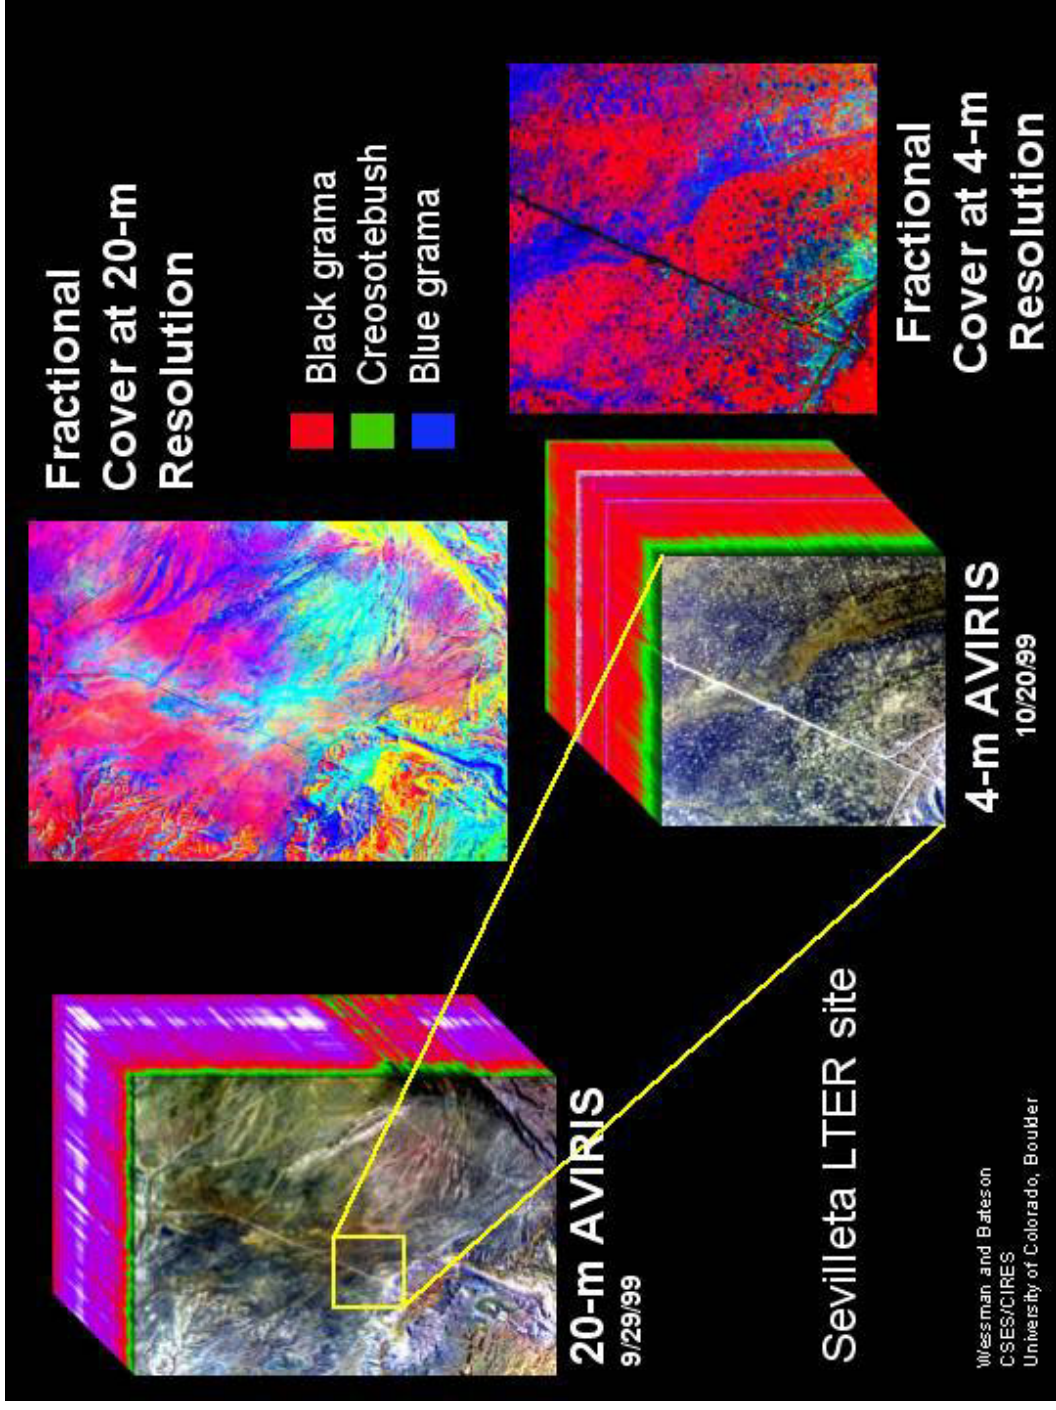 Fractional
Cover at 20-m
Resolution
Black grama
Creosotebush
Blue grama
20-m AVIRIS
9/29/99
4-m AVIRIS
10/20/99
Fractional
Cover at 4-m
Resolution
Sevilleta LTER site
Wessman and Bateson
CSES/CIRES
University of Colorado, Boulder